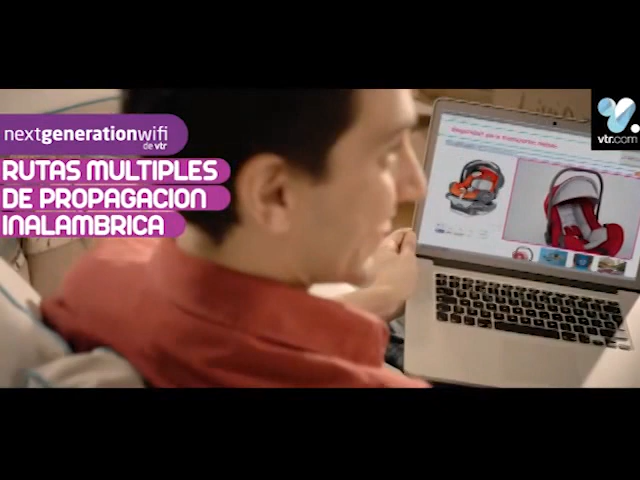 nextgenerationwifi
de vtr
RUTAS MULTIPLES
DE PROPAGACION
INALAMBRICA
vtr.com